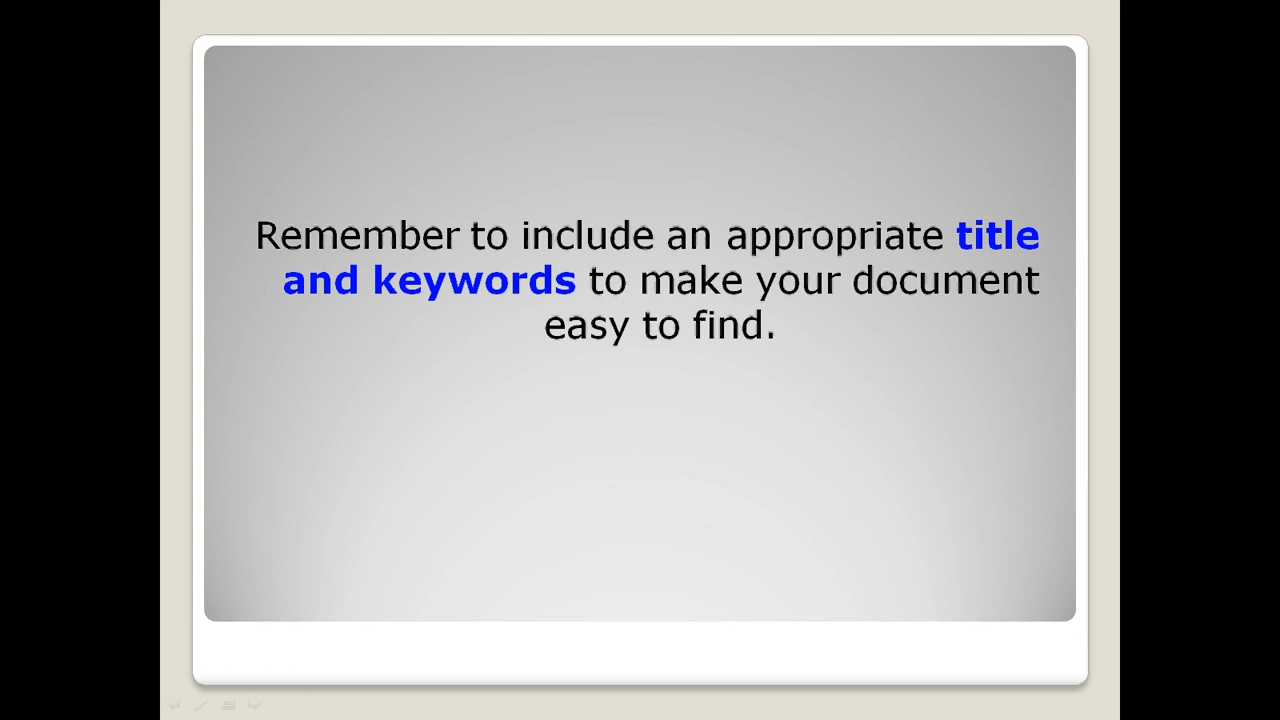 Remember to include an appropriate title
and keywords to make your document
easy to find.